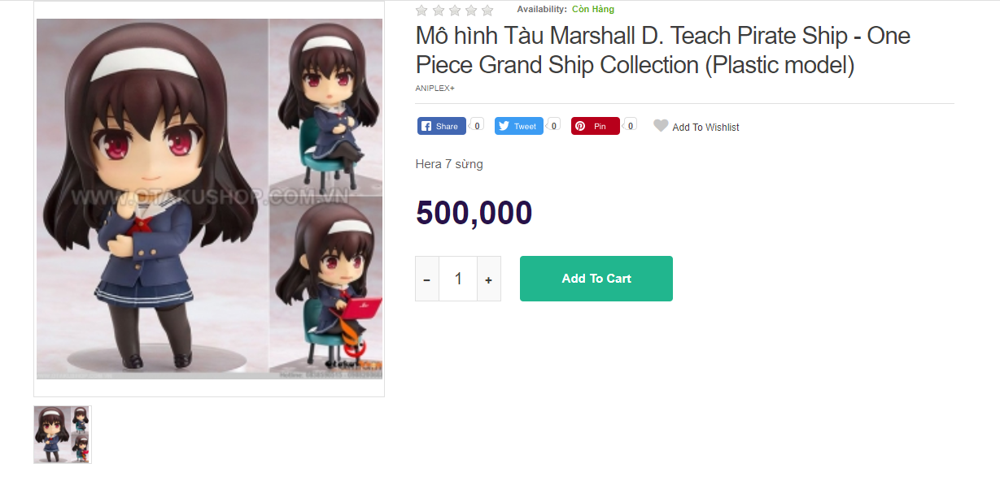 Availability: Còn Hàng
Mô hình Tàu Marshall D. Teach Pirate Ship - One
Piece Grand Ship Collection (Plastic model)
ANIPLEX+
Share 0 Tweet 0 Pin 0 Add To Wishlist
Hera 7 sừng
WWW.OTAKUSHOP.COM.VN
500,000
- 1 + Add To Cart